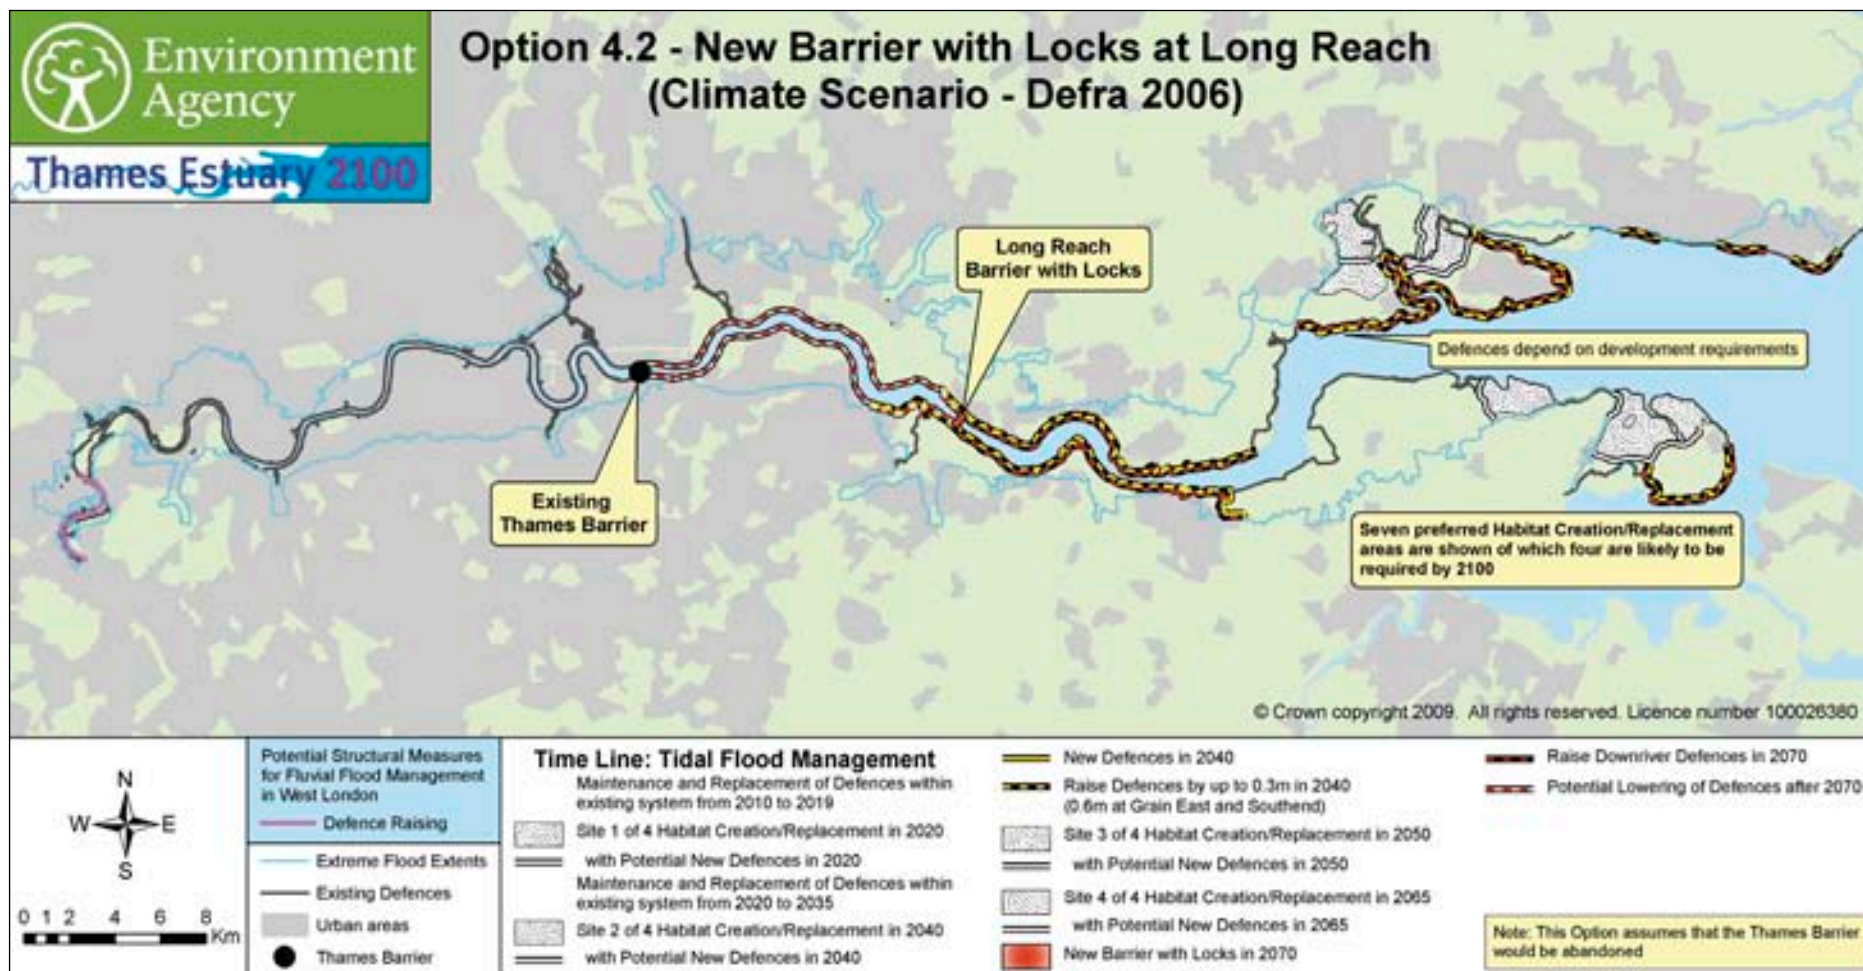 Environment
Agency
Thames Estuary 2100
Option 4.2 - New Barrier with Locks at Long Reach
(Climate Scenario - Defra 2006)
Long Reach
Barrier with Locks
Defences depend on development requirements
Existing
Thames Barrier
Seven preferred Habitat Creation/Replacement
areas are shown of which four are likely to be
required by 2100
© Crown copyright 2009. All rights reserved. Licence number 100026380
N
W E
S
0 1 2 4 6 8
Km
Potential Structural Measures
for Fluvial Flood Management
in West London
Defence Raising
Extreme Flood Extents
Existing Defences
Urban areas
Thames Barrier
Time Line: Tidal Flood Management
Maintenance and Replacement of Defences within
existing system from 2010 to 2019
Site 1 of 4 Habitat Creation/Replacement in 2020
with Potential New Defences in 2020
Maintenance and Replacement of Defences within
existing system from 2020 to 2035
Site 2 of 4 Habitat Creation/Replacement in 2040
with Potential New Defences in 2040
New Defences in 2040
Raise Defences by up to 0.3m in 2040
(0.6m at Grain East and Southend)
Site 3 of 4 Habitat Creation/Replacement in 2050
with Potential New Defences in 2050
Site 4 of 4 Habitat Creation/Replacement in 2065
with Potential New Defences in 2065
New Barrier with Locks in 2070
Raise Downriver Defences in 2070
Potential Lowering of Defences after 2070
Note: This Option assumes that the Thames Barrier
would be abandoned